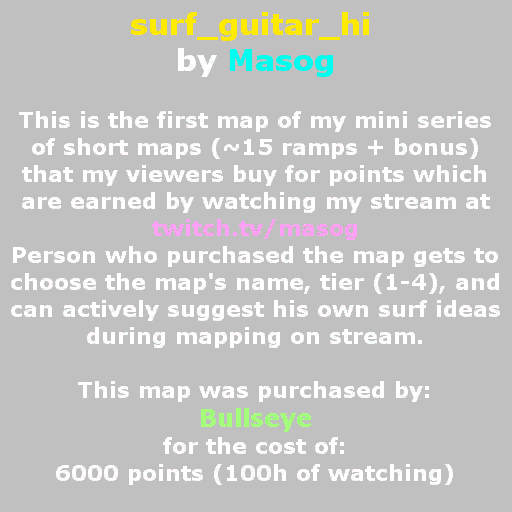 surf_guitar_hi
by Masog
This is the first map of my mini series
of short maps (~15 ramps + bonus)
that my viewers buy for points which
are earned by watching my stream at
twitch.tv/masog
Person who purchased the map gets to
choose the map's name, tier (1-4), and
can actively suggest his own surf ideas
during mapping on stream.
This map was purchased by:
Bullseye
for the cost of:
6000 points (100h of watching)